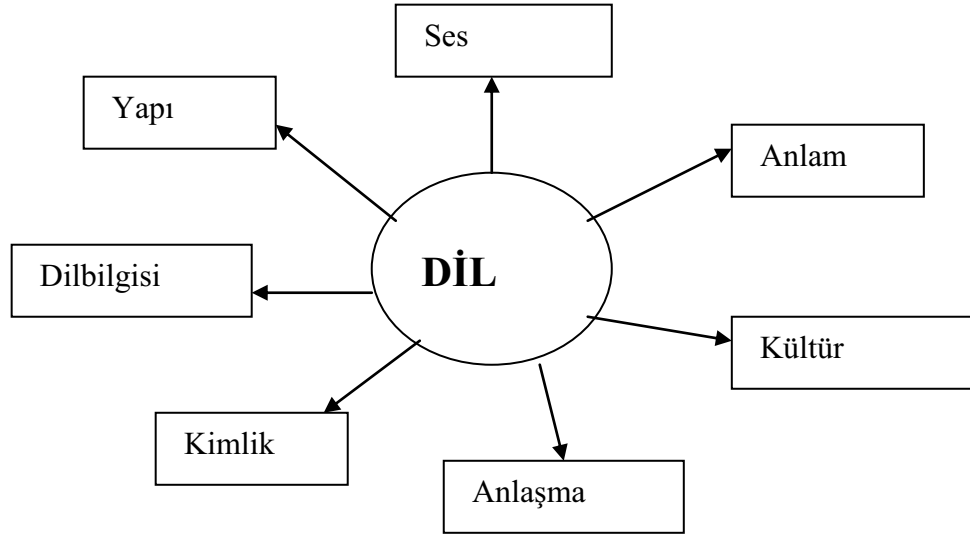 Ses
Yapı
Anlam
DİL
Dilbilgisi
Kültür
Kimlik
Anlaşma